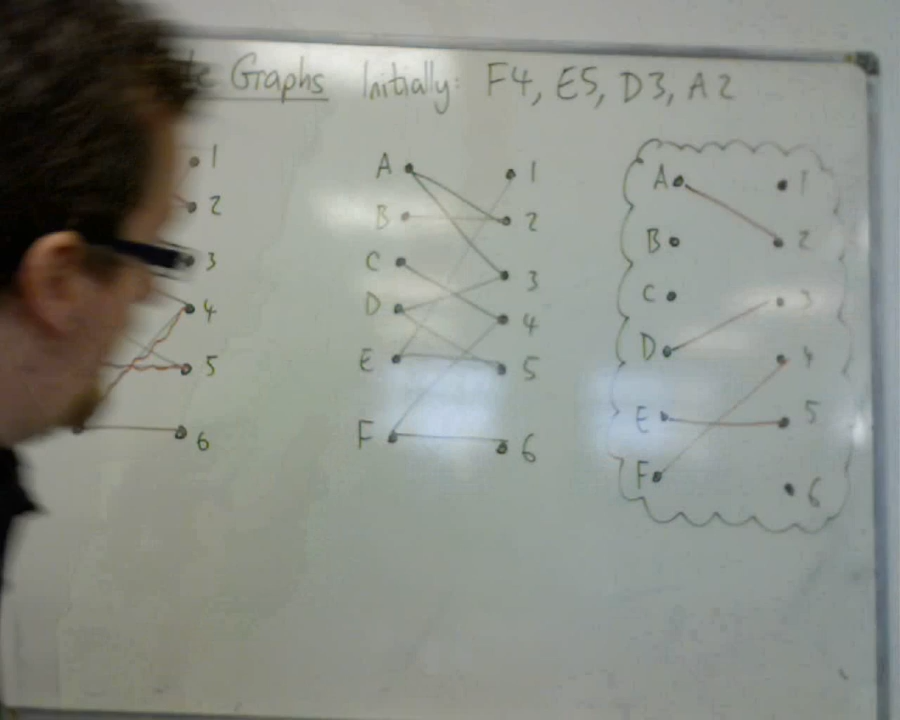 te Graphs Initially: F4, E5, D3, A2
1
2
3
4
5
6
A 1
B 2
C 3
D 4
E 5
F 6
A 1
B 2
C 3
D 4
E 5
F 6